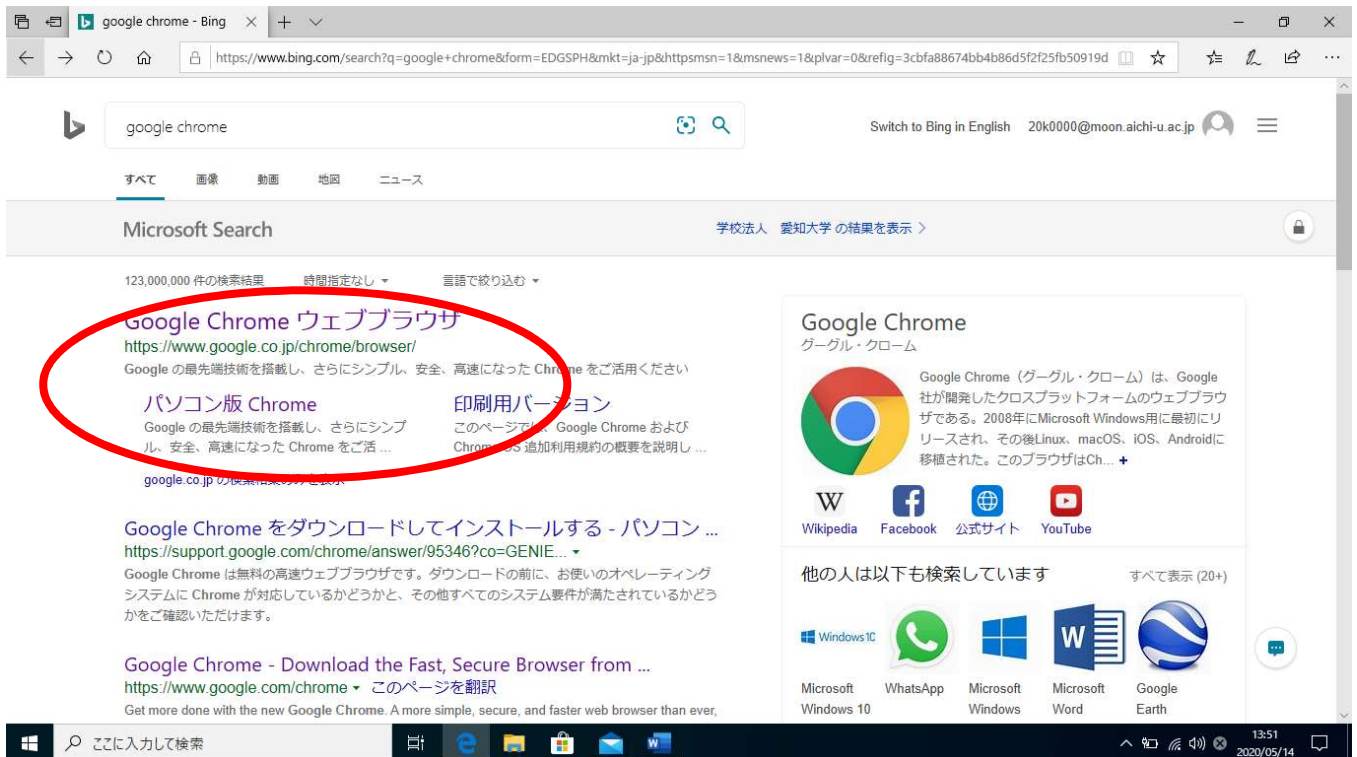 google chrome - Bing
https://www.bing.com/search?q=google+chrome&form=EDGSPH&mkt=ja-jp&httpsmsn=1&msnews=1&plvar=0&refig=3cbfa88674bb4b86d5f2f25fb50919d
google chrome
Switch to Bing in English 20k0000@moon.aichi-u.ac.jp
すべて 画像 動画 地図 ニュース
Microsoft Search 学校法人 愛知大学 の結果を表示 >
123,000,000 件の検索結果 時間指定なし 言語で絞り込む
Google Chrome ウェブブラウザ
https://www.google.co.jp/chrome/browser/
Google の最先端技術を搭載し、さらにシンプル、安全、高速になった Chrome をご活用ください
パソコン版 Chrome
Google の最先端技術を搭載し、さらにシンプ
ル、安全、高速になった Chrome をご活 ...
印刷用バージョン
このページでは、Google Chrome および
Chrome OS 追加利用規約の概要を説明し ...
google.co.jp の検索結果のみを表示
Google Chrome をダウンロードしてインストールする - パソコン ...
https://support.google.com/chrome/answer/95346?co=GENIE...
Google Chrome は無料の高速ウェブブラウザです。ダウンロードの前に、お使いのオペレーティング
システムに Chrome が対応しているかどうかと、その他すべてのシステム要件が満たされているかどう
かをご確認いただけます。
Google Chrome - Download the Fast, Secure Browser from ...
https://www.google.com/chrome このページを翻訳
Get more done with the new Google Chrome. A more simple, secure, and faster web browser than ever,
Google Chrome
グーグル・クローム
Google Chrome（グーグル・クローム）は、Google
社が開発したクロスプラットフォームのウェブブラウ
ザである。2008年にMicrosoft Windows用に最初にリ
リースされ、その後Linux、macOS、iOS、Androidに
移植された。このブラウザはCh... +
W
Wikipedia Facebook 公式サイト YouTube
他の人は以下も検索しています すべて表示 (20+)
Windows 10
W
Microsoft Windows 10
WhatsApp
Microsoft Windows
Microsoft Word
Google Earth
ここに入力して検索
13:51
2020/05/14